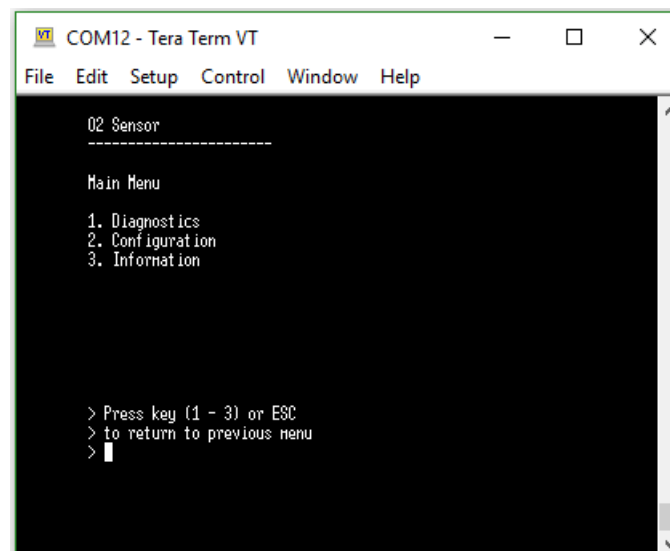 VT COM12 - Tera Term VT
File Edit Setup Control Window Help
O2 Sensor
-----------------------
Main Menu
1. Diagnostics
2. Configuration
3. Information
> Press key (1 - 3) or ESC
> to return to previous menu
>